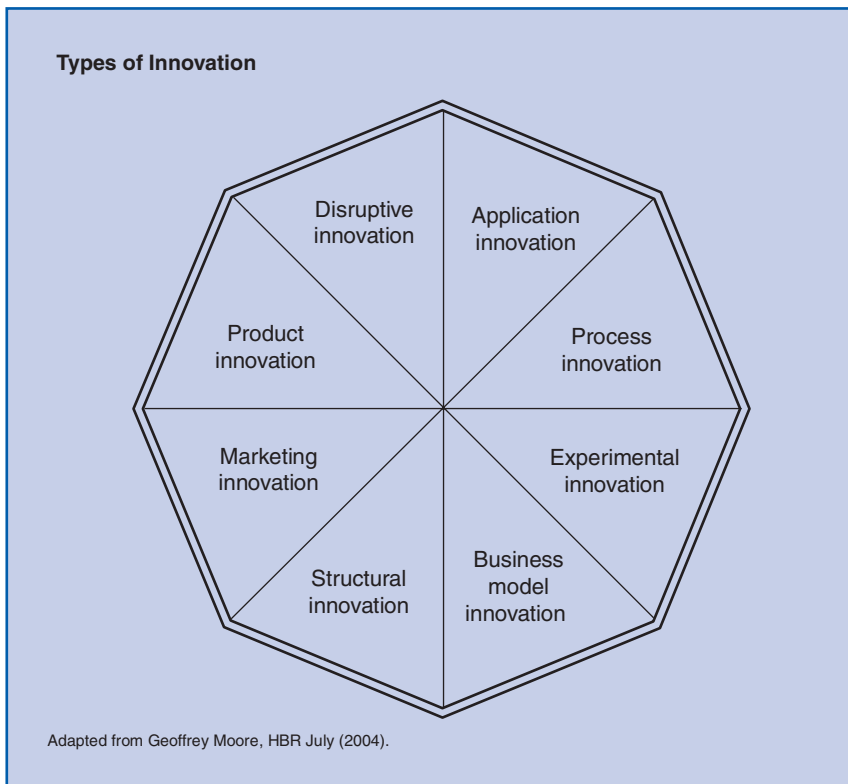 Types of Innovation
Disruptive
innovation
Application
innovation
Product
innovation
Process
innovation
Marketing
innovation
Experimental
innovation
Structural
innovation
Business
model
innovation
Adapted from Geoffrey Moore, HBR July (2004).